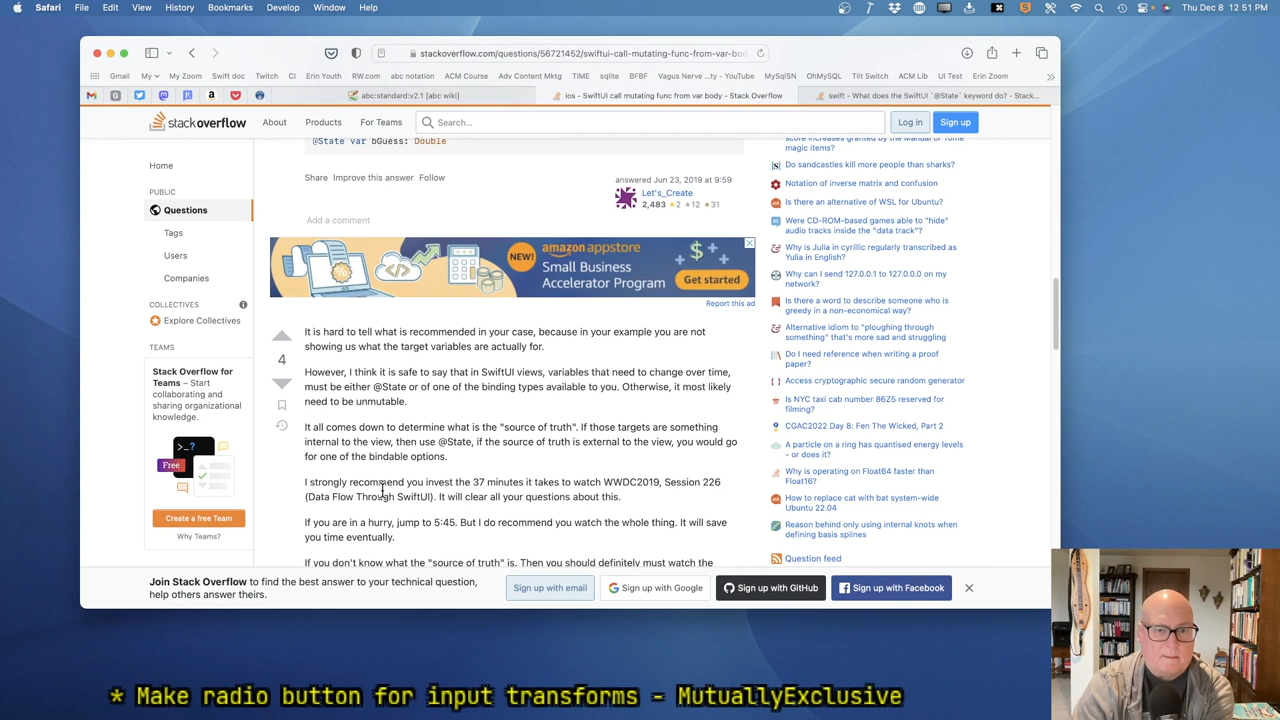 Safari File Edit View History Bookmarks Develop Window Help
Thu Dec 8 12:51 PM
stackoverflow.com/questions/56721452/swiftui-call-mutating-func-from-var-bod
Gmail My My Zoom Swift doc Twitch CI Erin Youth RW.com abc notation ACM Course Adv Content Mktg TIME sqlite BFBF Vagus Nerve ...ty - YouTube MySqlSN OhMySQL Tilt Switch ACM Lib UI Test Erin Zoom
abc:standard:v2.1 [abc wiki]
ios - SwiftUI call mutating func from var body - Stack Overflow
swift - What does the SwiftUI `@State` keyword do? - Stack...
stackoverflow About Products For Teams Search... Log in Sign up
Home
PUBLIC
Questions
Tags
Users
Companies
COLLECTIVES
Explore Collectives
TEAMS
Stack Overflow for
Teams – Start
collaborating and
sharing organizational
knowledge.
Free
Create a free Team
Why Teams?
@State var bGuess: Double
Share Improve this answer Follow
answered Jun 23, 2019 at 9:59
Let's_Create
2,483 2 12 31
Add a comment
NEW!
amazon appstore
Small Business
Accelerator Program
Get started
Report this ad
4
It is hard to tell what is recommended in your case, because in your example you are not
showing us what the target variables are actually for.
However, I think it is safe to say that in SwiftUI views, variables that need to change over time,
must be either @State or of one of the binding types available to you. Otherwise, it most likely
need to be unmutable.
It all comes down to determine what is the "source of truth". If those targets are something
internal to the view, then use @State, if the source of truth is external to the view, you would go
for one of the bindable options.
I strongly recommend you invest the 37 minutes it takes to watch WWDC2019, Session 226
(Data Flow Through SwiftUI). It will clear all your questions about this.
If you are in a hurry, jump to 5:45. But I do recommend you watch the whole thing. It will save
you time eventually.
If you don't know what the "source of truth" is. Then you should definitely must watch the
score increases granted by the Manual or Tome
magic items?
Do sandcastles kill more people than sharks?
Notation of inverse matrix and confusion
Is there an alternative of WSL for Ubuntu?
Were CD-ROM-based games able to "hide"
audio tracks inside the "data track"?
Why is Julia in cyrillic regularly transcribed as
Yulia in English?
Why can I send 127.0.0.1 to 127.0.0.0 on my
network?
Is there a word to describe someone who is
greedy in a non-economical way?
Alternative idiom to "ploughing through
something" that's more sad and struggling
Do I need reference when writing a proof
paper?
Access cryptographic secure random generator
Is NYC taxi cab number 86Z5 reserved for
filming?
CGAC2022 Day 8: Fen The Wicked, Part 2
A particle on a ring has quantised energy levels
- or does it?
Why is operating on Float64 faster than
Float16?
How to replace cat with bat system-wide
Ubuntu 22.04
Reason behind only using internal knots when
defining basis splines
Question feed
Join Stack Overflow to find the best answer to your technical question,
help others answer theirs.
Sign up with email
Sign up with Google
Sign up with GitHub
Sign up with Facebook
* Make radio button for input transforms - MutuallyExclusive